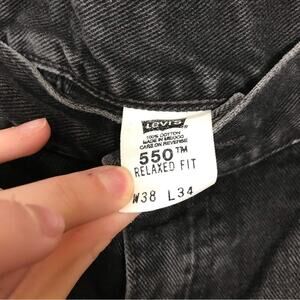 Levi's
100% COTTON
MADE IN MEXICO
CARE ON REVERSE
550™
RELAXED FIT
W38 L34